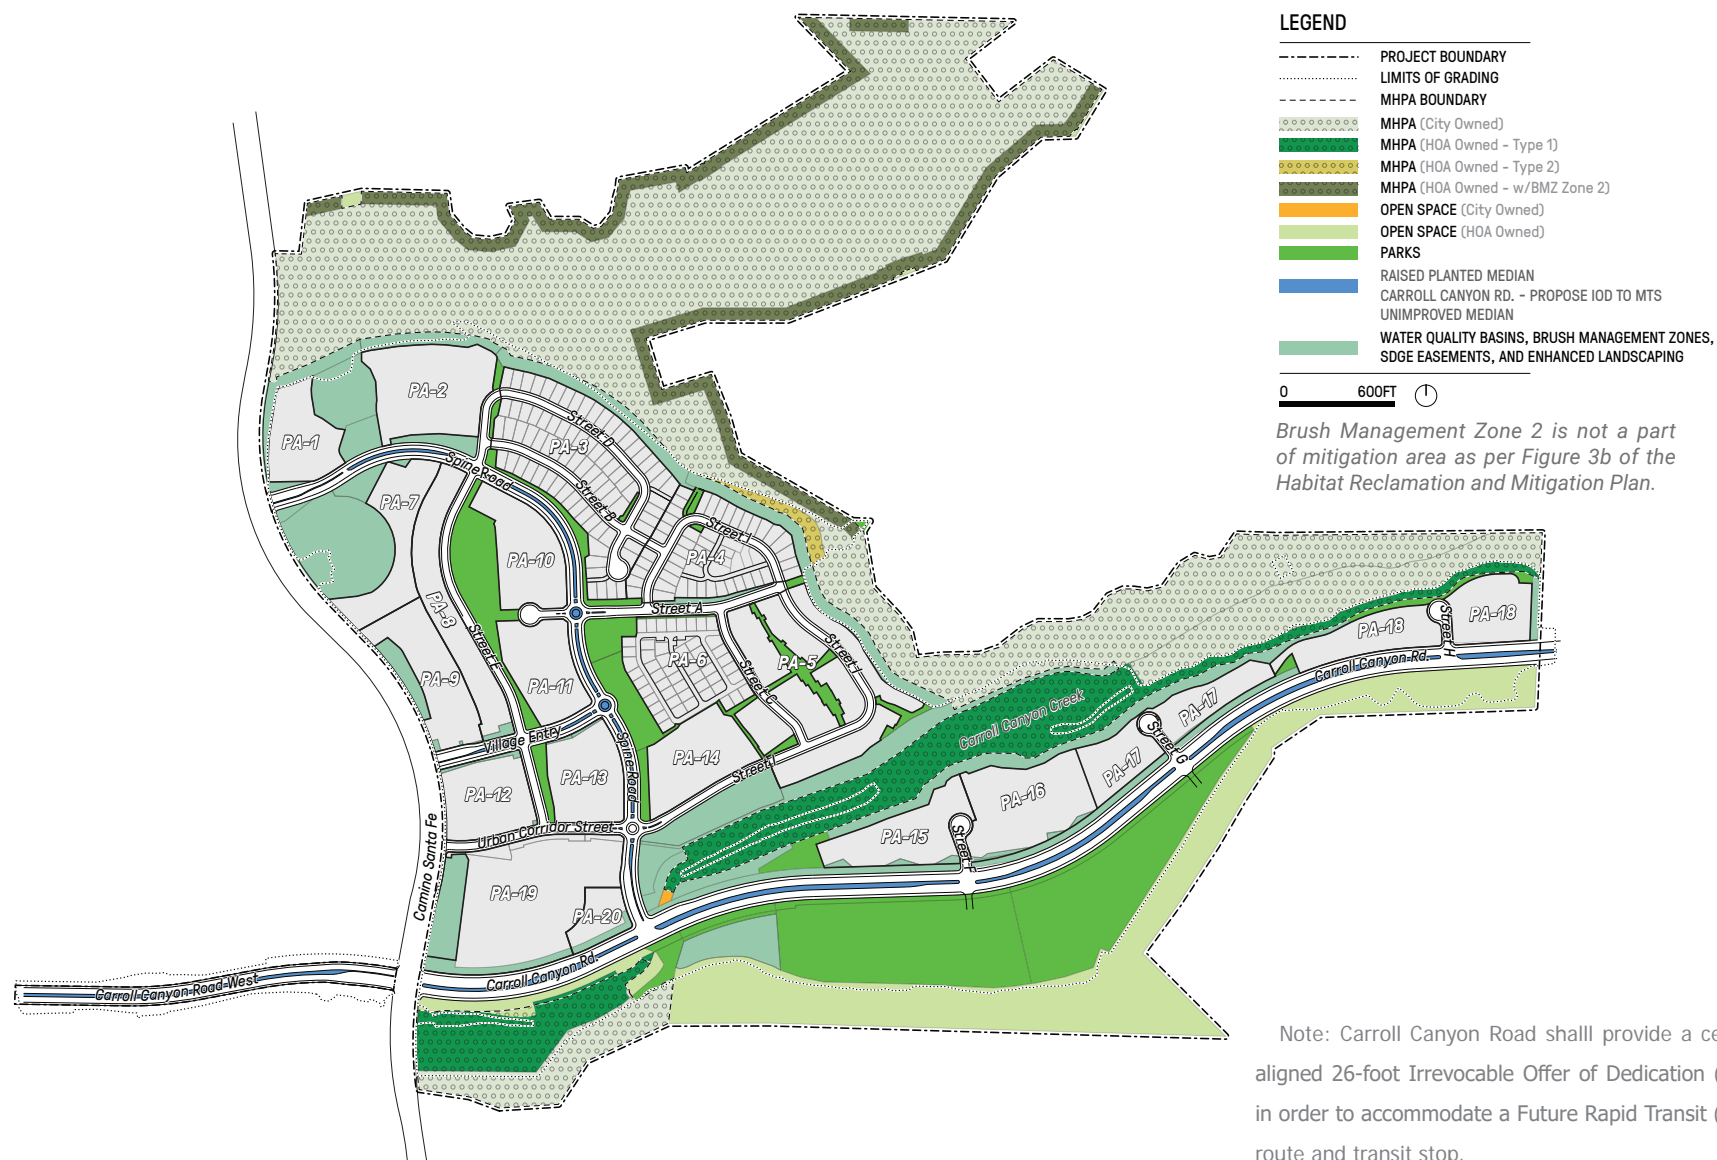 LEGEND
PROJECT BOUNDARY
LIMITS OF GRADING
MHPA BOUNDARY
MHPA (City Owned)
MHPA (HOA Owned - Type 1)
MHPA (HOA Owned - Type 2)
MHPA (HOA Owned - w/BMZ Zone 2)
OPEN SPACE (City Owned)
OPEN SPACE (HOA Owned)
PARKS
RAISED PLANTED MEDIAN
CARROLL CANYON RD. - PROPOSE IOD TO MTS
UNIMPROVED MEDIAN
WATER QUALITY BASINS, BRUSH MANAGEMENT ZONES,
SDGE EASEMENTS, AND ENHANCED LANDSCAPING
0 600FT
Brush Management Zone 2 is not a part
of mitigation area as per Figure 3b of the
Habitat Reclamation and Mitigation Plan.
PA-1
PA-2
PA-3
Street D
Street B
Spine Road
PA-7
PA-10
Street I
PA-4
PA-8
Street E
Street A
PA-6
PA-5
Street I
Street C
PA-9
PA-11
Village Entry
Spine Road
PA-13
PA-14
Street I
PA-12
Urban Corridor Street
Camino Santa Fe
PA-19
PA-20
Carroll Canyon Rd.
Carroll Canyon Road West
Carroll Canyon Creek
PA-15
Street F
PA-16
PA-17
Street G
PA-17
PA-18
Street H
PA-18
Carroll Canyon Rd.
Note: Carroll Canyon Road shalll provide a ce
aligned 26-foot Irrevocable Offer of Dedication (
in order to accommodate a Future Rapid Transit (
route and transit stop.